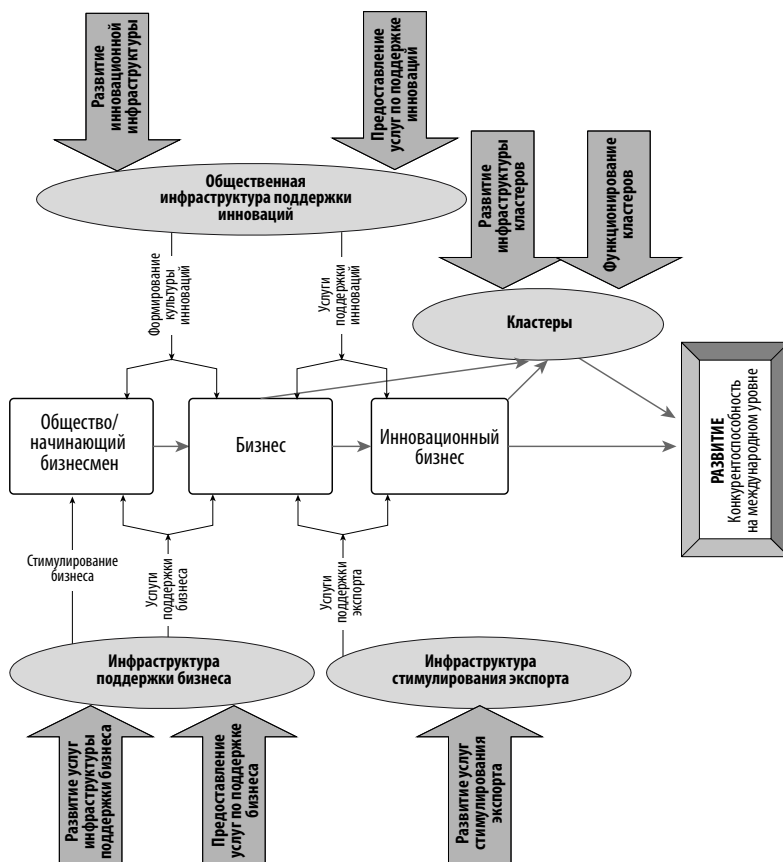 Развитие
инновационной
инфраструктуры
Предоставление
услуг по поддержке
инноваций
Общественная
инфраструктура поддержки
инноваций
Развитие
инфраструктуры
кластеров
Функционирование
кластеров
Формирование
культуры
инноваций
Услуги
поддержки
инноваций
Кластеры
Общество/
начинающий
бизнесмен
Бизнес
Инновационный
бизнес
РАЗВИТИЕ
Конкурентоспособность
на международном уровне
Стимулирование
бизнеса
Услуги
поддержки
бизнеса
Услуги
поддержки
экспорта
Инфраструктура
поддержки бизнеса
Инфраструктура
стимулирования экспорта
Развитие услуг
инфраструктуры
поддержки бизнеса
Предоставление
услуг по поддержке
бизнеса
Развитие услуг
стимулирования
экспорта